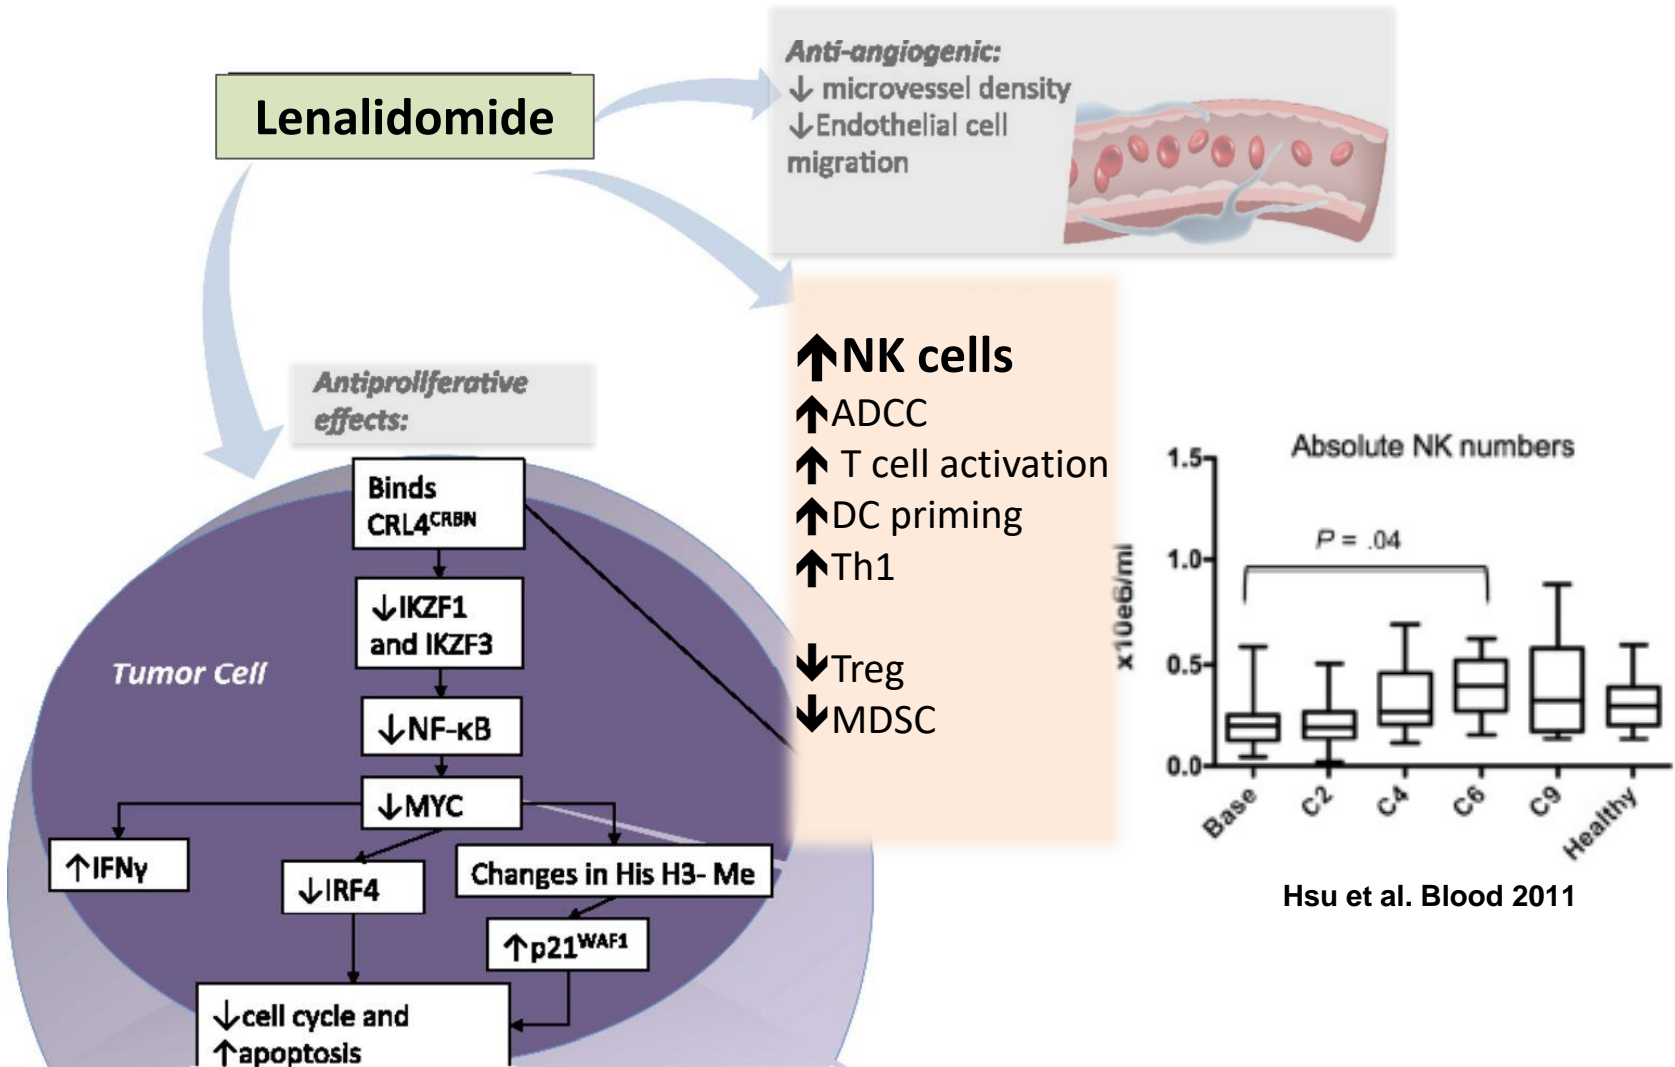 Lenalidomide
Anti-angiogenic:
↓ microvessel density
↓Endothelial cell
migration
Antiproliferative
effects:
Binds
CRL4ᶜᴿᴮᴺ
↓IKZF1
and IKZF3
↓NF-κB
↓MYC
↑IFNγ
↓IRF4
Changes in His H3- Me
↑p21ᵂᴬᶠ¹
↓cell cycle and
↑apoptosis
Tumor Cell
↑NK cells
↑ADCC
↑ T cell activation
↑DC priming
↑Th1
↓Treg
↓MDSC
Absolute NK numbers
P = .04
x10e6/ml
1.5
1.0
0.5
0.0
Base
C2
C4
C6
C9
Healthy
Hsu et al. Blood 2011